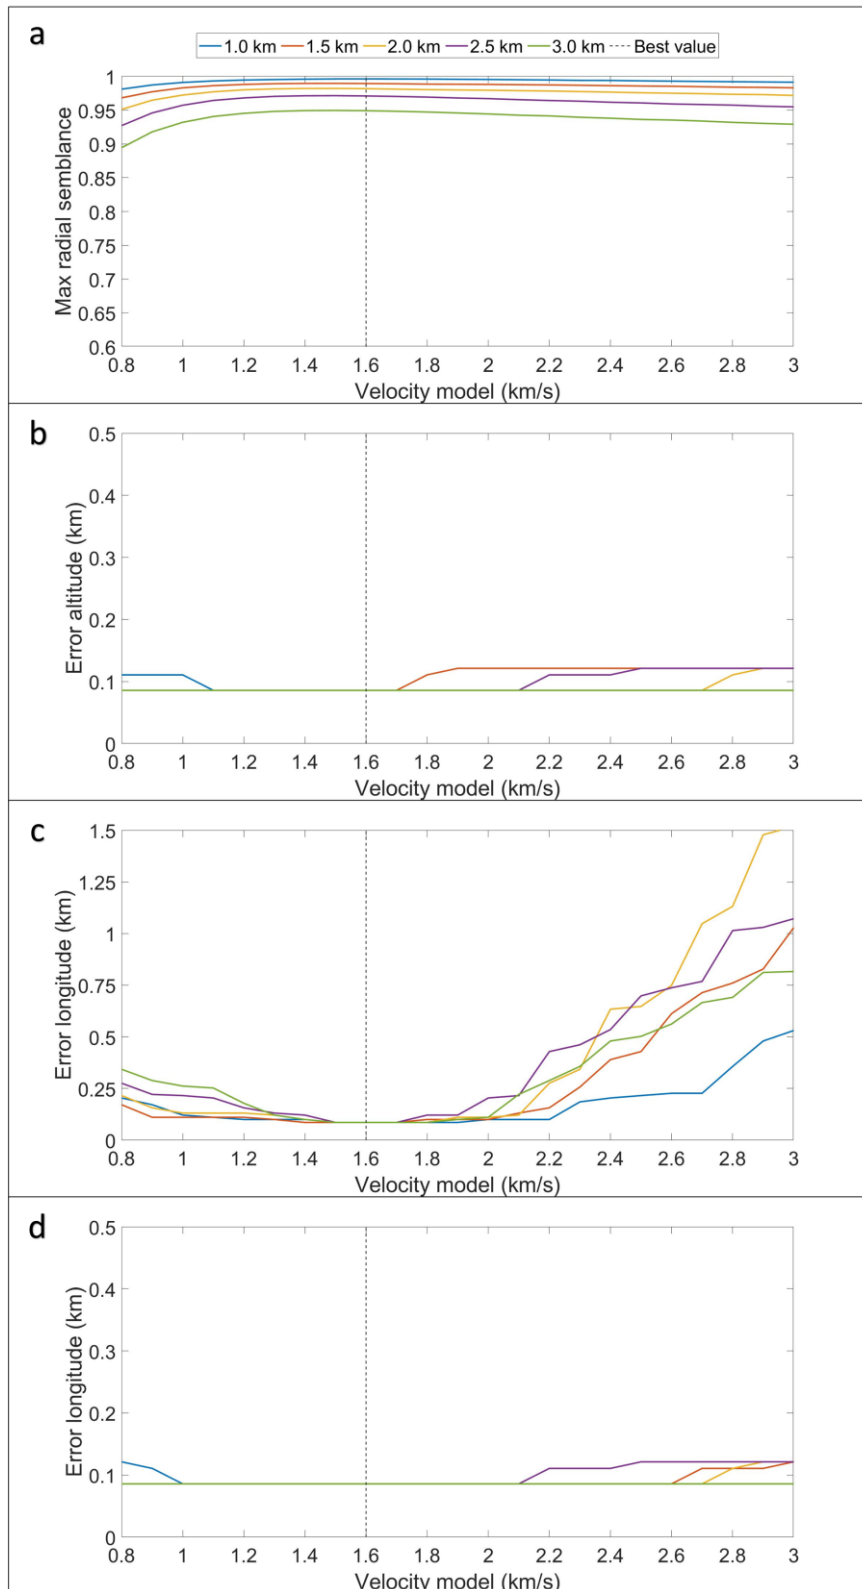 a
1.0 km 1.5 km 2.0 km 2.5 km 3.0 km Best value
Max radial semblance
1
0.95
0.9
0.85
0.8
0.75
0.7
0.65
0.6
0.8 1 1.2 1.4 1.6 1.8 2 2.2 2.4 2.6 2.8 3
Velocity model (km/s)
b
Error altitude (km)
0.5
0.4
0.3
0.2
0.1
0
0.8 1 1.2 1.4 1.6 1.8 2 2.2 2.4 2.6 2.8 3
Velocity model (km/s)
c
Error longitude (km)
1.5
1.25
1
0.75
0.5
0.25
0
0.8 1 1.2 1.4 1.6 1.8 2 2.2 2.4 2.6 2.8 3
Velocity model (km/s)
d
Error longitude (km)
0.5
0.4
0.3
0.2
0.1
0
0.8 1 1.2 1.4 1.6 1.8 2 2.2 2.4 2.6 2.8 3
Velocity model (km/s)